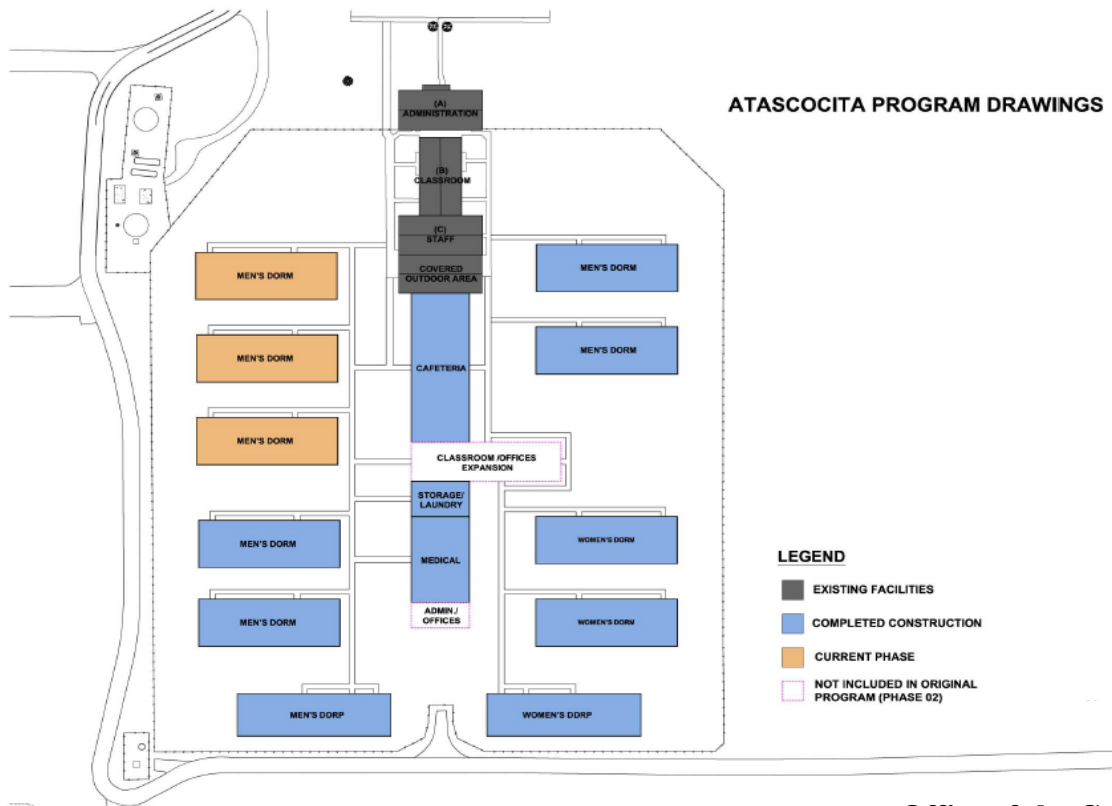 ATASCOCITA PROGRAM DRAWINGS
(A)
ADMINISTRATION
(B)
CLASSROOM
(C)
STAFF
COVERED
OUTDOOR AREA
MEN'S DORM
MEN'S DORM
MEN'S DORM
MEN'S DORM
MEN'S DORM
CAFETERIA
CLASSROOM /OFFICES
EXPANSION
STORAGE/
LAUNDRY
MEDICAL
ADMIN./
OFFICES
MEN'S DORM
WOMEN'S DORM
MEN'S DORM
WOMEN'S DORM
MEN'S DDRP
WOMEN'S DDRP
LEGEND
EXISTING FACILITIES
COMPLETED CONSTRUCTION
CURRENT PHASE
NOT INCLUDED IN ORIGINAL
PROGRAM (PHASE 02)